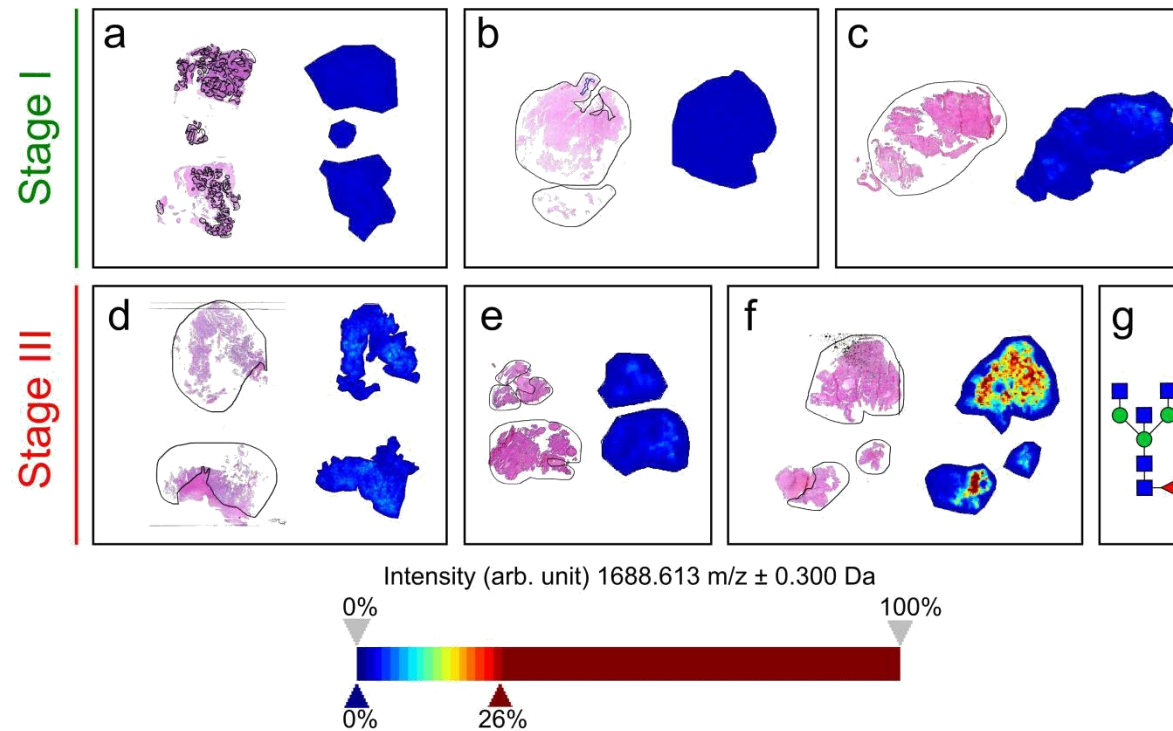 Stage I
a
b
c
Stage III
d
e
f
g
Intensity (arb. unit) 1688.613 m/z ± 0.300 Da
0%
100%
0%
26%